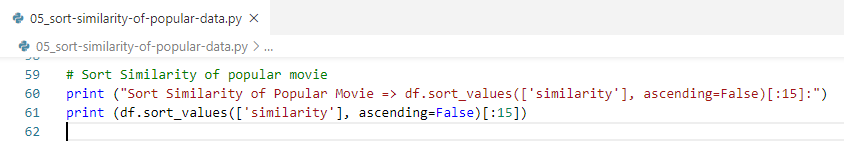 05_sort-similarity-of-popular-data.py ×
05_sort-similarity-of-popular-data.py > ...
59 # Sort Similarity of popular movie
60 print ("Sort Similarity of Popular Movie => df.sort_values(['similarity'], ascending=False)[:15]:")
61 print (df.sort_values(['similarity'], ascending=False)[:15])
62